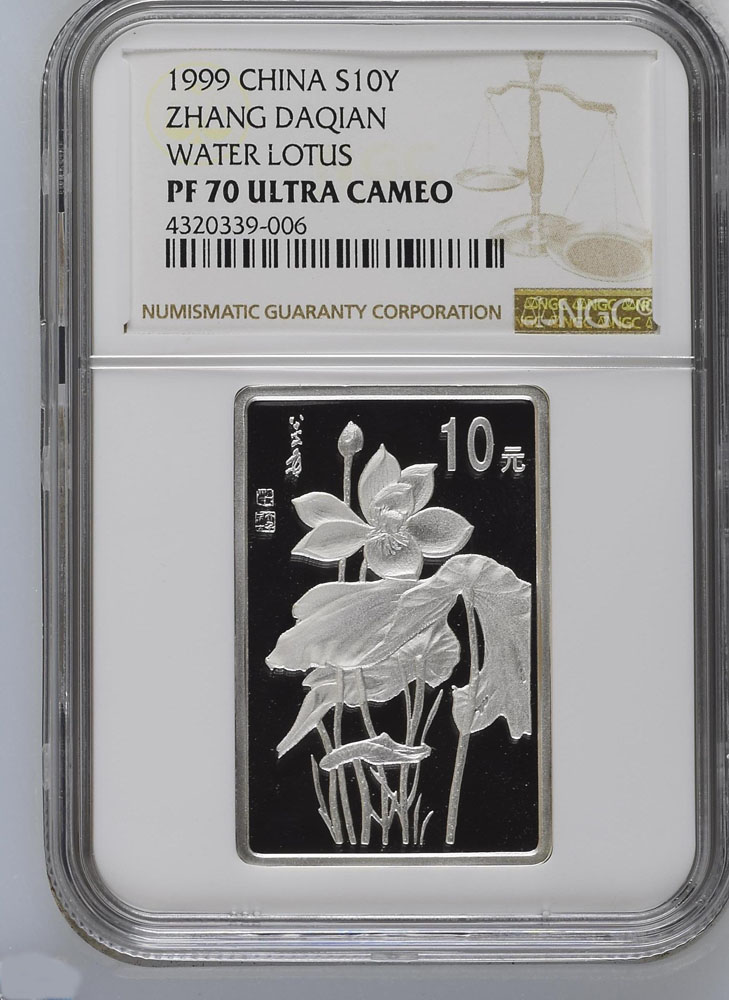 1999 CHINA S10Y
ZHANG DAQIAN
WATER LOTUS
PF 70 ULTRA CAMEO
4320339-006
NUMISMATIC GUARANTY CORPORATION
NGC
10元